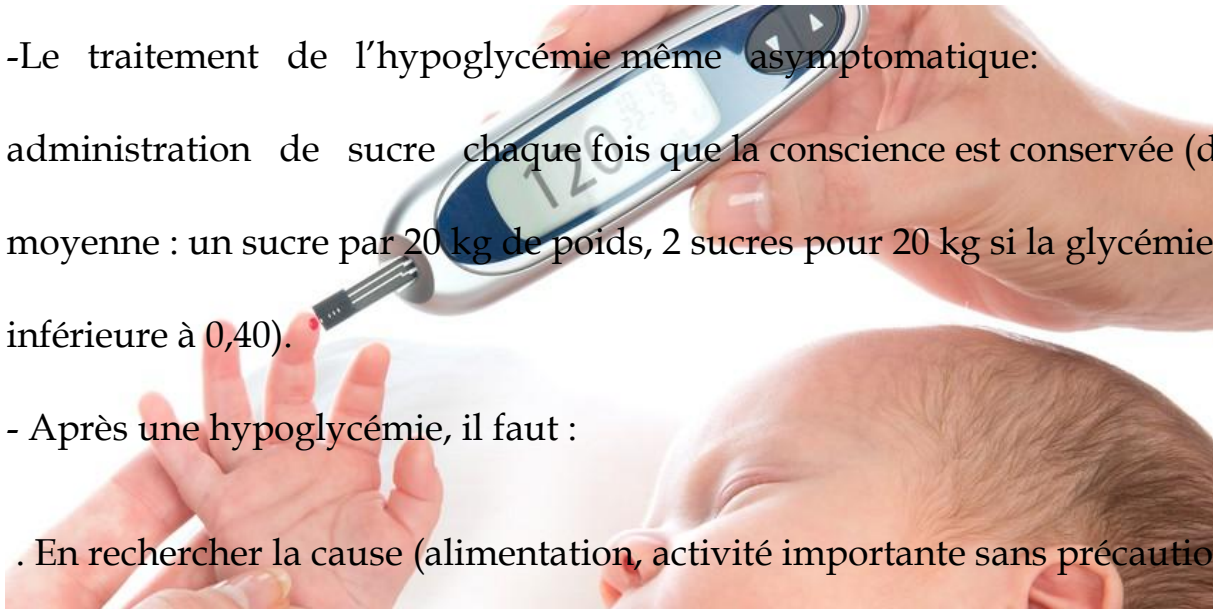 -Le traitement de l’hypoglycémie même asymptomatique:
administration de sucre chaque fois que la conscience est conservée (d
moyenne : un sucre par 20 kg de poids, 2 sucres pour 20 kg si la glycémie
120
inférieure à 0,40).
- Après une hypoglycémie, il faut :
. En rechercher la cause (alimentation, activité importante sans précautio